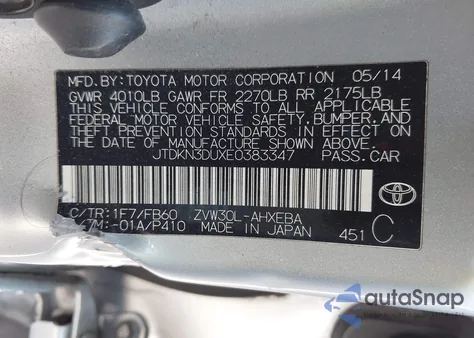 MFD.BY: TOYOTA MOTOR CORPORATION 05/14
GVWR 4010LB GAWR FR 2270LB RR 2175LB
THIS VEHICLE CONFORMS TO ALL APPLICABLE
FEDERAL MOTOR VEHICLE SAFETY, BUMPER, AND
THEFT PREVENTION STANDARDS IN EFFECT ON
THE DATE OF MANUFACTURE SHOWN ABOVE.
JTDKN3DUXE0383347 PASS.CAR
C/TR: 1F7/FB60 ZVW30L-AHXEBA
/TM: -01A/P410 MADE IN JAPAN 451 C
TOYOTA
autoSnap